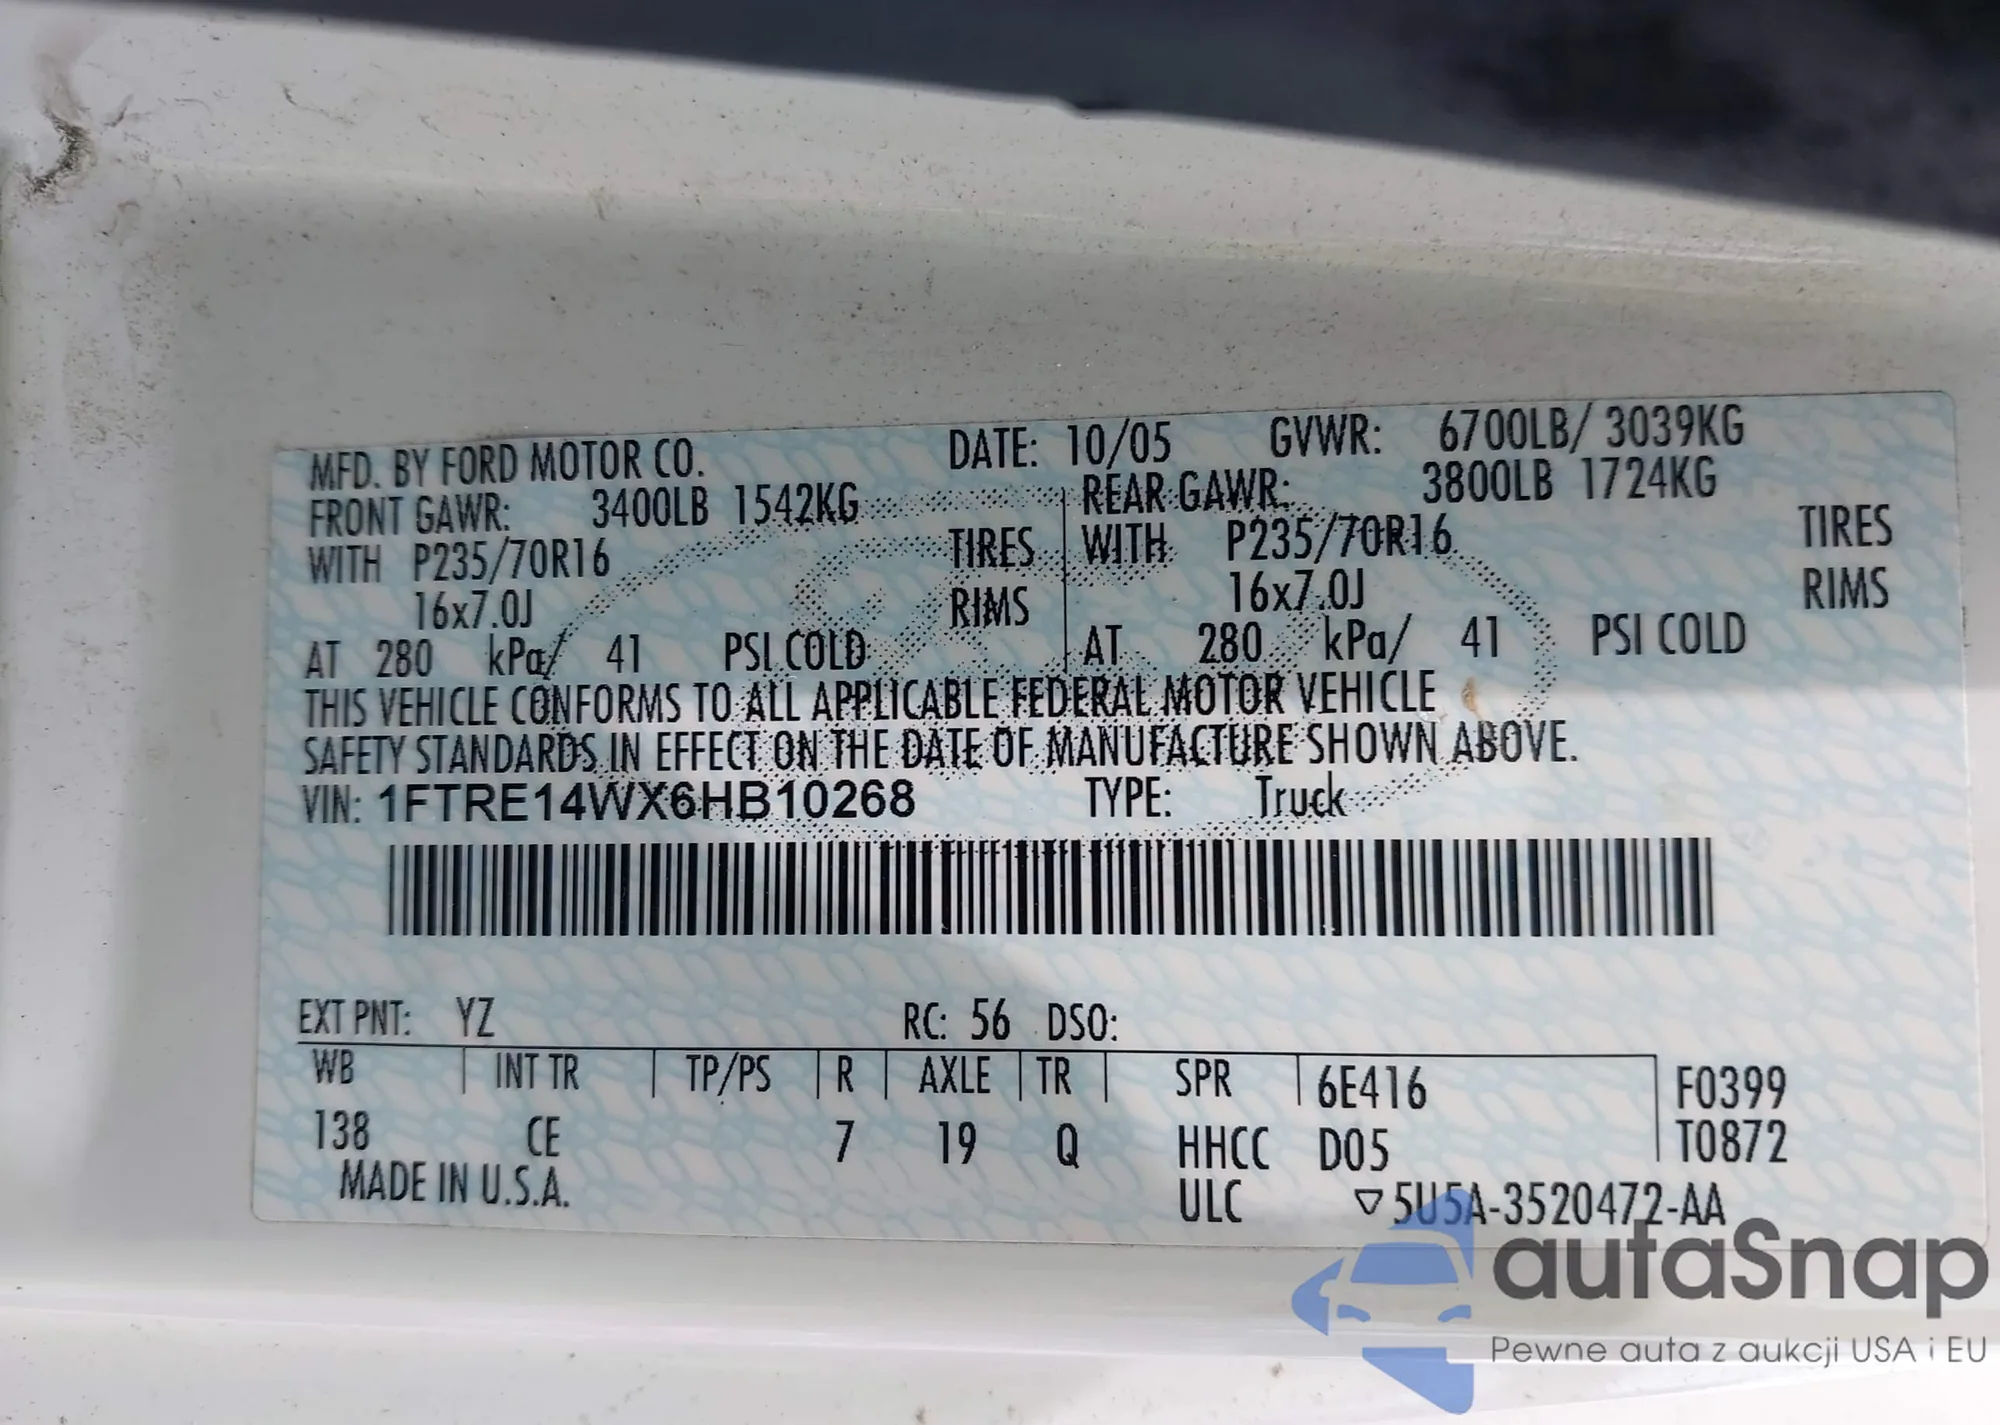 MFD. BY FORD MOTOR CO. DATE: 10/05 GVWR: 6700LB/ 3039KG
FRONT GAWR: 3400LB 1542KG REAR GAWR: 3800LB 1724KG
WITH P235/70R16 TIRES WITH P235/70R16 TIRES
16x7.0J RIMS 16x7.0J RIMS
AT 280 kPa/ 41 PSI COLD AT 280 kPa/ 41 PSI COLD
THIS VEHICLE CONFORMS TO ALL APPLICABLE FEDERAL MOTOR VEHICLE
SAFETY STANDARDS IN EFFECT ON THE DATE OF MANUFACTURE SHOWN ABOVE.
VIN: 1FTRE14WX6HB10268 TYPE: Truck
EXT PNT: YZ RC: 56 DSO:
WB INT TR TP/PS R AXLE TR SPR 6E416 F0399
138 CE 7 19 Q HHCC D05 T0872
MADE IN U.S.A. ULC ▽5U5A-3520472-AA
autaSnap
Pewne auta z aukcji USA i EU